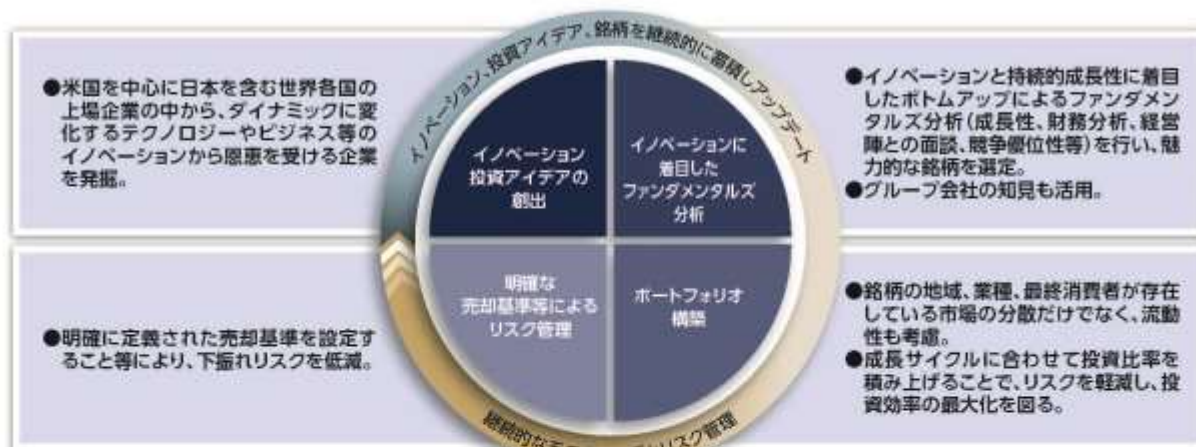 イノベーション、投資アイデア、銘柄を継続的に蓄積しアップデート
●米国を中心に日本を含む世界各国の
上場企業の中から、ダイナミックに変
化するテクノロジーやビジネス等の
イノベーションから恩恵を受ける企業
を発掘。
イノベーション
投資アイデアの
創出
イノベーションに
着目した
ファンダメンタルズ
分析
●イノベーションと持続的成長性に着目
したボトムアップによるファンダメン
タルズ分析(成長性、財務分析、経営
陣との面談、競争優位性等)を行い、魅
力的な銘柄を選定。
●グループ会社の知見も活用。
●明確に定義された売却基準を設定す
ること等により、下振れリスクを低減。
明確な
売却基準等による
リスク管理
ポートフォリオ
構築
●銘柄の地域、業種、最終消費者が存在
している市場の分散だけでなく、流動
性も考慮。
●成長サイクルに合わせて投資比率を
積み上げることで、リスクを軽減し、投
資効率の最大化を図る。
継続的な リスク管理